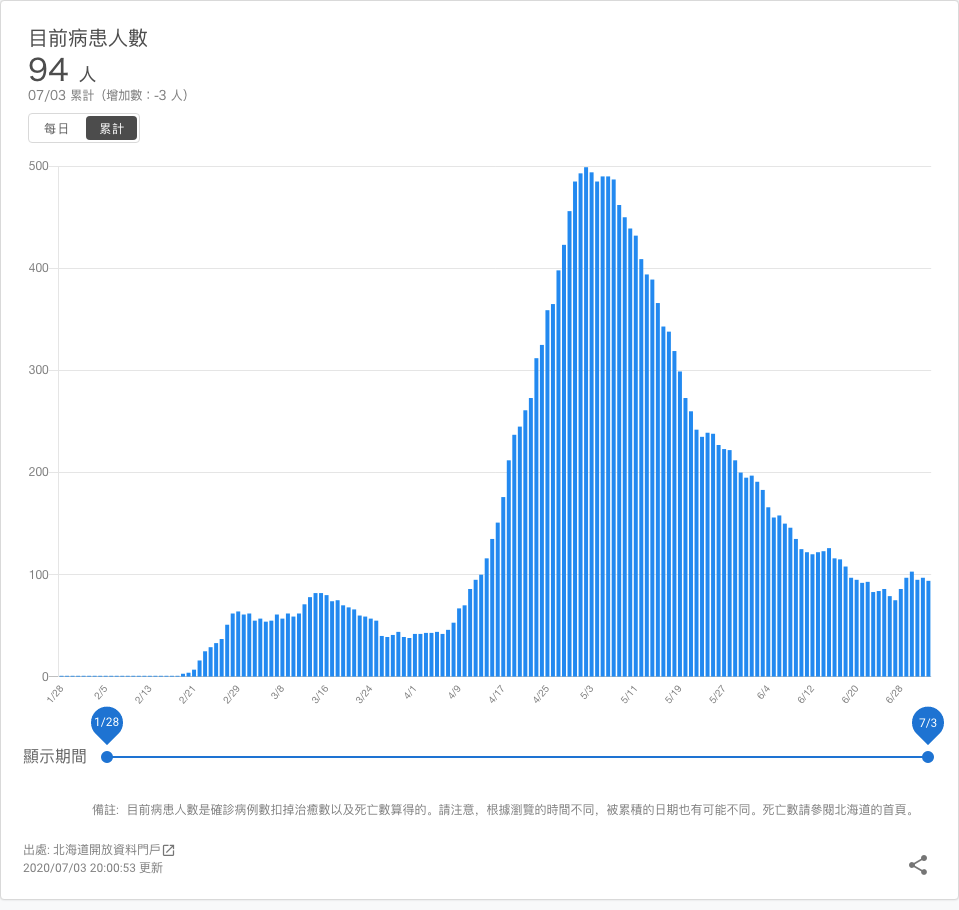 目前病患人數
94 人
07/03 累計（增加數：-3 人）
每日 累計
500
400
300
200
100
0
1/28 2/5 2/13 2/21 2/29 3/8 3/16 3/24 4/1 4/9 4/17 4/25 5/3 5/11 5/19 5/27 6/4 6/12 6/20 6/28
1/28 7/3
顯示期間
備註: 目前病患人數是確診病例數扣掉治癒數以及死亡數算得的。請注意，根據瀏覽的時間不同，被累積的日期也有可能不同。死亡數請參閱北海道的首頁。
出處: 北海道開放資料門戶
2020/07/03 20:00:53 更新